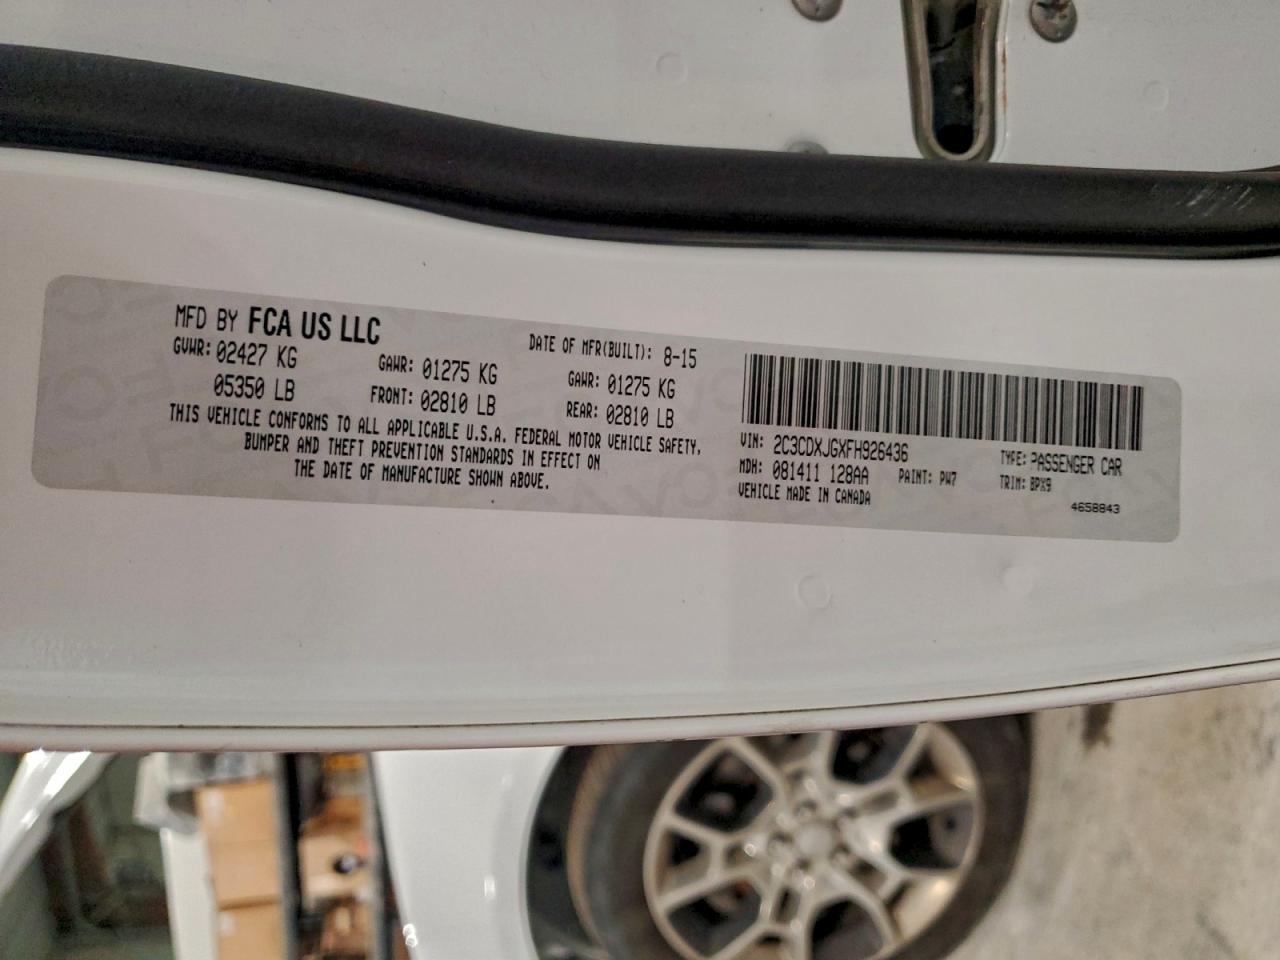 MFD BY FCA US LLC
DATE OF MFR(BUILT): 8-15
GVWR: 02427 KG
05350 LB
GAWR: 01275 KG
FRONT: 02810 LB
GAWR: 01275 KG
REAR: 02810 LB
THIS VEHICLE CONFORMS TO ALL APPLICABLE U.S.A. FEDERAL MOTOR VEHICLE SAFETY,
BUMPER AND THEFT PREVENTION STANDARDS IN EFFECT ON
THE DATE OF MANUFACTURE SHOWN ABOVE.
VIN: 2C3CDXJGXFH926436
TYPE: PASSENGER CAR
MDH: 081411 128AA
PAINT: PW7
TRIM: BPX9
VEHICLE MADE IN CANADA
4658843